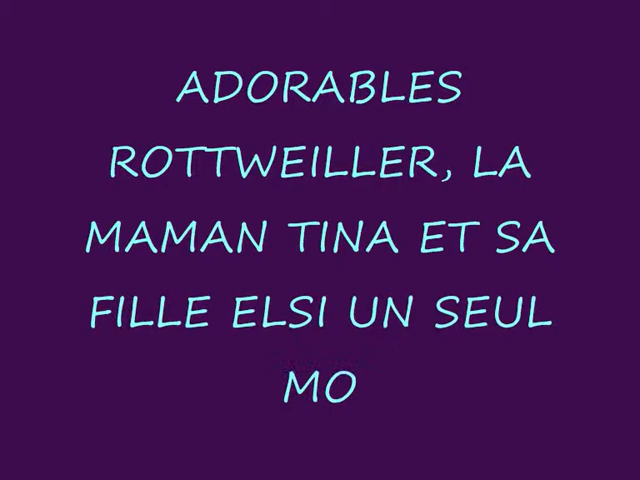 ADORABLES
ROTTWEILLER, LA
MAMAN TINA ET SA
FILLE ELSI UN SEUL
MO